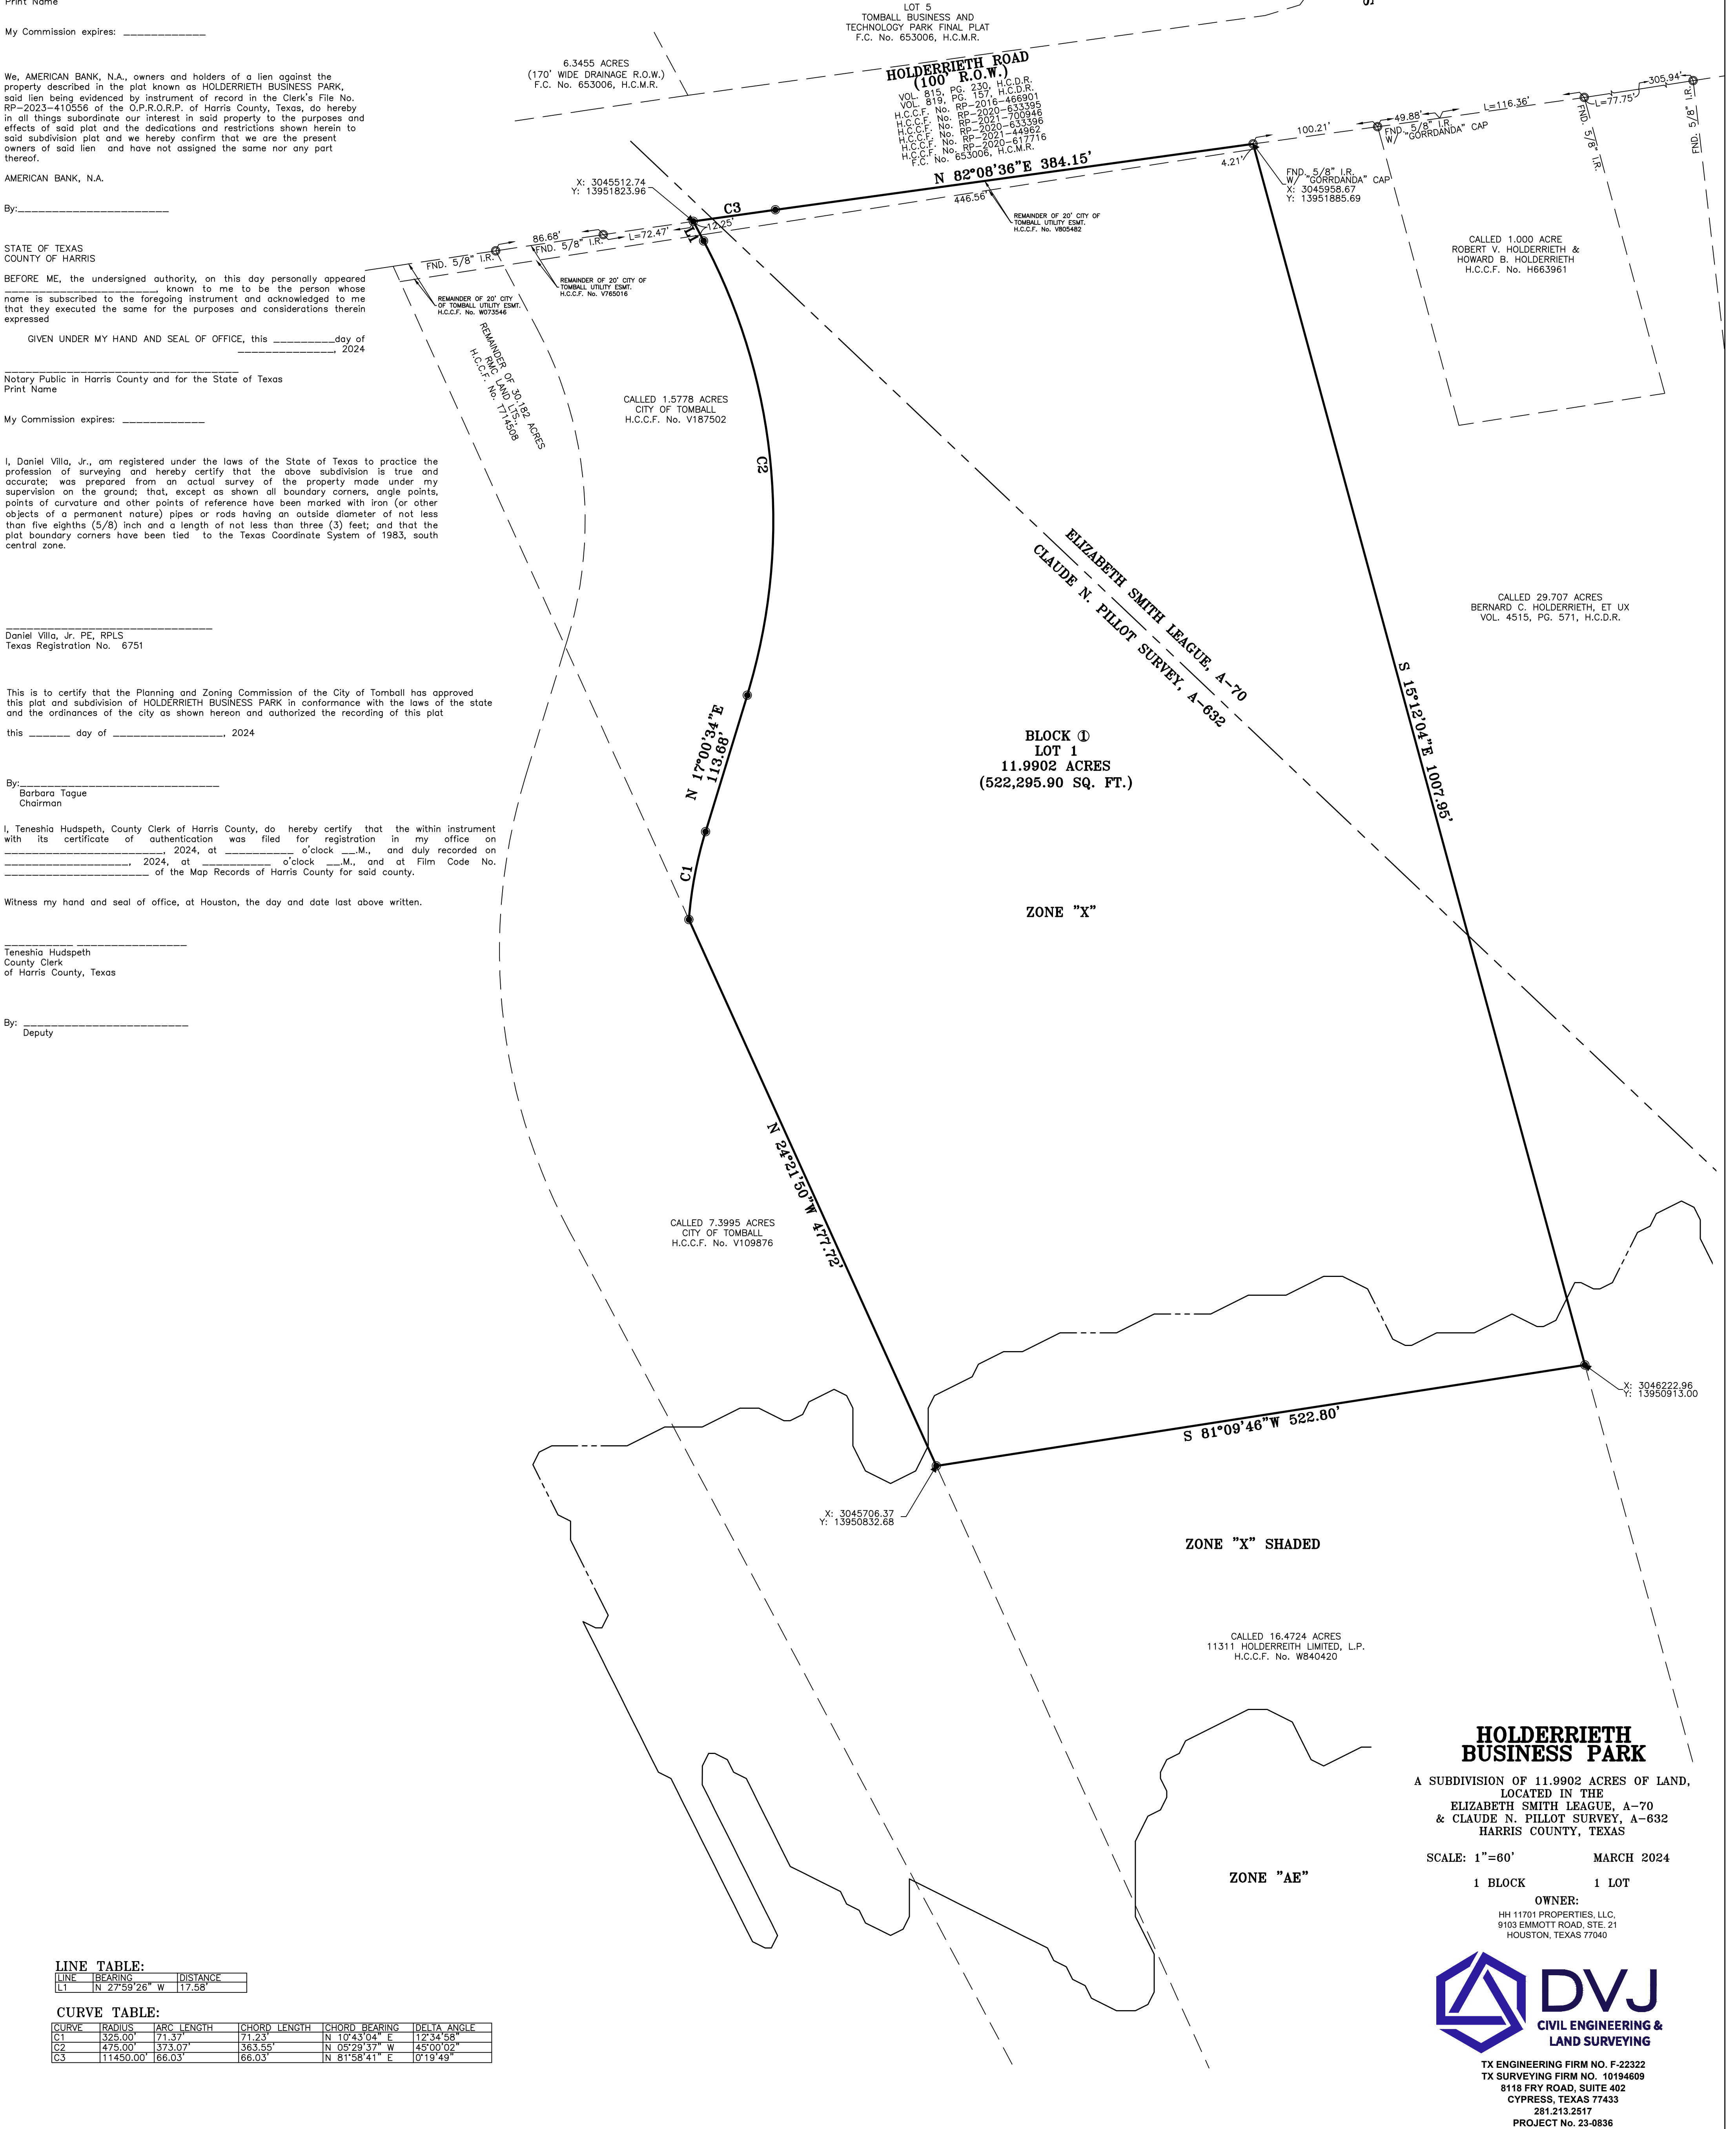 Print Name
My Commission expires: ____________
We, AMERICAN BANK, N.A., owners and holders of a lien against the
property described in the plat known as HOLDERRIETH BUSINESS PARK,
said lien being evidenced by instrument of record in the Clerk's File No.
RP-2023-410556 of the O.P.R.O.R.P. of Harris County, Texas, do hereby
in all things subordinate our interest in said property to the purposes and
effects of said plat and the dedications and restrictions shown herein to
said subdivision plat and we hereby confirm that we are the present
owners of said lien and have not assigned the same nor any part
thereof.
AMERICAN BANK, N.A.
By:______________________
STATE OF TEXAS
COUNTY OF HARRIS
BEFORE ME, the undersigned authority, on this day personally appeared
______________________, known to me to be the person whose
name is subscribed to the foregoing instrument and acknowledged to me
that they executed the same for the purposes and considerations therein
expressed
GIVEN UNDER MY HAND AND SEAL OF OFFICE, this _________day of
______________, 2024
Notary Public in Harris County and for the State of Texas
Print Name
My Commission expires: ____________
I, Daniel Villa, Jr., am registered under the laws of the State of Texas to practice the
profession of surveying and hereby certify that the above subdivision is true and
accurate; was prepared from an actual survey of the property made under my
supervision on the ground; that, except as shown all boundary corners, angle points,
points of curvature and other points of reference have been marked with iron (or other
objects of a permanent nature) pipes or rods having an outside diameter of not less
than five eighths (5/8) inch and a length of not less than three (3) feet; and that the
plat boundary corners have been tied to the Texas Coordinate System of 1983, south
central zone.
Daniel Villa, Jr. PE, RPLS
Texas Registration No. 6751
This is to certify that the Planning and Zoning Commission of the City of Tomball has approved
this plat and subdivision of HOLDERRIETH BUSINESS PARK in conformance with the laws of the state
and the ordinances of the city as shown hereon and authorized the recording of this plat
this ______ day of ________________, 2024
By:_____________________________
Barbara Tague
Chairman
I, Teneshia Hudspeth, County Clerk of Harris County, do hereby certify that the within instrument
with its certificate of authentication was filed for registration in my office on
_______________________, 2024, at __________ o'clock __.M., and duly recorded on
__________________, 2024, at __________ o'clock __.M., and at Film Code No.
_____________________ of the Map Records of Harris County for said county.
Witness my hand and seal of office, at Houston, the day and date last above written.
Teneshia Hudspeth
County Clerk
of Harris County, Texas
By: ________________________
Deputy
LOT 5
TOMBALL BUSINESS AND
TECHNOLOGY PARK FINAL PLAT
F.C. No. 653006, H.C.M.R.
6.3455 ACRES
(170' WIDE DRAINAGE R.O.W.)
F.C. No. 653006, H.C.M.R.
HOLDERRIETH ROAD
(100' R.O.W.)
VOL. 815, PG. 230, H.C.D.R.
VOL. 819, PG. 157, H.C.D.R.
H.C.C.F. No. RP-2016-466901
H.C.C.F. No. RP-2020-633395
H.C.C.F. No. RP-2021-700946
H.C.C.F. No. RP-2020-633396
H.C.C.F. No. RP-2021-44962
H.C.C.F. No. RP-2020-617716
F.C. No. 653006, H.C.M.R.
N 82°08'36"E 384.15'
446.56'
4.21'
100.21'
49.88'
L=116.36'
L=77.75'
305.94'
FND. 5/8" I.R.
W/ "GORRDANDA" CAP
FND. 5/8" I.R.
FND. 5/8" I.R.
FND. 5/8" I.R.
W/ "GORRDANDA" CAP
X: 3045958.67
Y: 13951885.69
X: 3045512.74
Y: 13951823.96
C3
L1
12.25'
L=72.47'
86.68'
FND. 5/8" I.R.
FND. 5/8" I.R.
REMAINDER OF 20' CITY OF
TOMBALL UTILITY ESMT.
H.C.C.F. No. V805482
REMAINDER OF 20' CITY OF
TOMBALL UTILITY ESMT.
H.C.C.F. No. V765016
REMAINDER OF 20' CITY
OF TOMBALL UTILITY ESMT.
H.C.C.F. No. W073546
REMAINDER OF 30.182 ACRES
RMC LAND LTS.,
H.C.C.F. No. T714508
CALLED 1.5778 ACRES
CITY OF TOMBALL
H.C.C.F. No. V187502
CALLED 1.000 ACRE
ROBERT V. HOLDERRIETH &
HOWARD B. HOLDERRIETH
H.C.C.F. No. H663961
C2
ELIZABETH SMITH LEAGUE, A-70
CLAUDE N. PILLOT SURVEY, A-632
CALLED 29.707 ACRES
BERNARD C. HOLDERRIETH, ET UX
VOL. 4515, PG. 571, H.C.D.R.
S 15°12'04"E 1007.95'
N 17°00'34"E
113.68'
BLOCK 1
LOT 1
11.9902 ACRES
(522,295.90 SQ. FT.)
C1
ZONE "X"
N 24°21'50"W 477.72'
CALLED 7.3995 ACRES
CITY OF TOMBALL
H.C.C.F. No. V109876
X: 3046222.96
Y: 13950913.00
S 81°09'46"W 522.80'
X: 3045706.37
Y: 13950832.68
ZONE "X" SHADED
CALLED 16.4724 ACRES
11311 HOLDERREITH LIMITED, L.P.
H.C.C.F. No. W840420
ZONE "AE"
HOLDERRIETH
BUSINESS PARK
A SUBDIVISION OF 11.9902 ACRES OF LAND,
LOCATED IN THE
ELIZABETH SMITH LEAGUE, A-70
& CLAUDE N. PILLOT SURVEY, A-632
HARRIS COUNTY, TEXAS
SCALE: 1"=60' MARCH 2024
1 BLOCK 1 LOT
OWNER:
HH 11701 PROPERTIES, LLC,
9103 EMMOTT ROAD, STE. 21
HOUSTON, TEXAS 77040
DVJ
CIVIL ENGINEERING &
LAND SURVEYING
TX ENGINEERING FIRM NO. F-22322
TX SURVEYING FIRM NO. 10194609
8118 FRY ROAD, SUITE 402
CYPRESS, TEXAS 77433
281.213.2517
PROJECT No. 23-0836
LINE TABLE:
LINE BEARING DISTANCE
L1 N 27°59'26" W 17.58'
CURVE TABLE:
CURVE RADIUS ARC LENGTH CHORD LENGTH CHORD BEARING DELTA ANGLE
C1 325.00' 71.37' 71.23' N 10°43'04" E 12°34'58"
C2 475.00' 373.07' 363.55' N 05°29'37" W 45°00'02"
C3 11450.00' 66.03' 66.03' N 81°58'41" E 0°19'49"